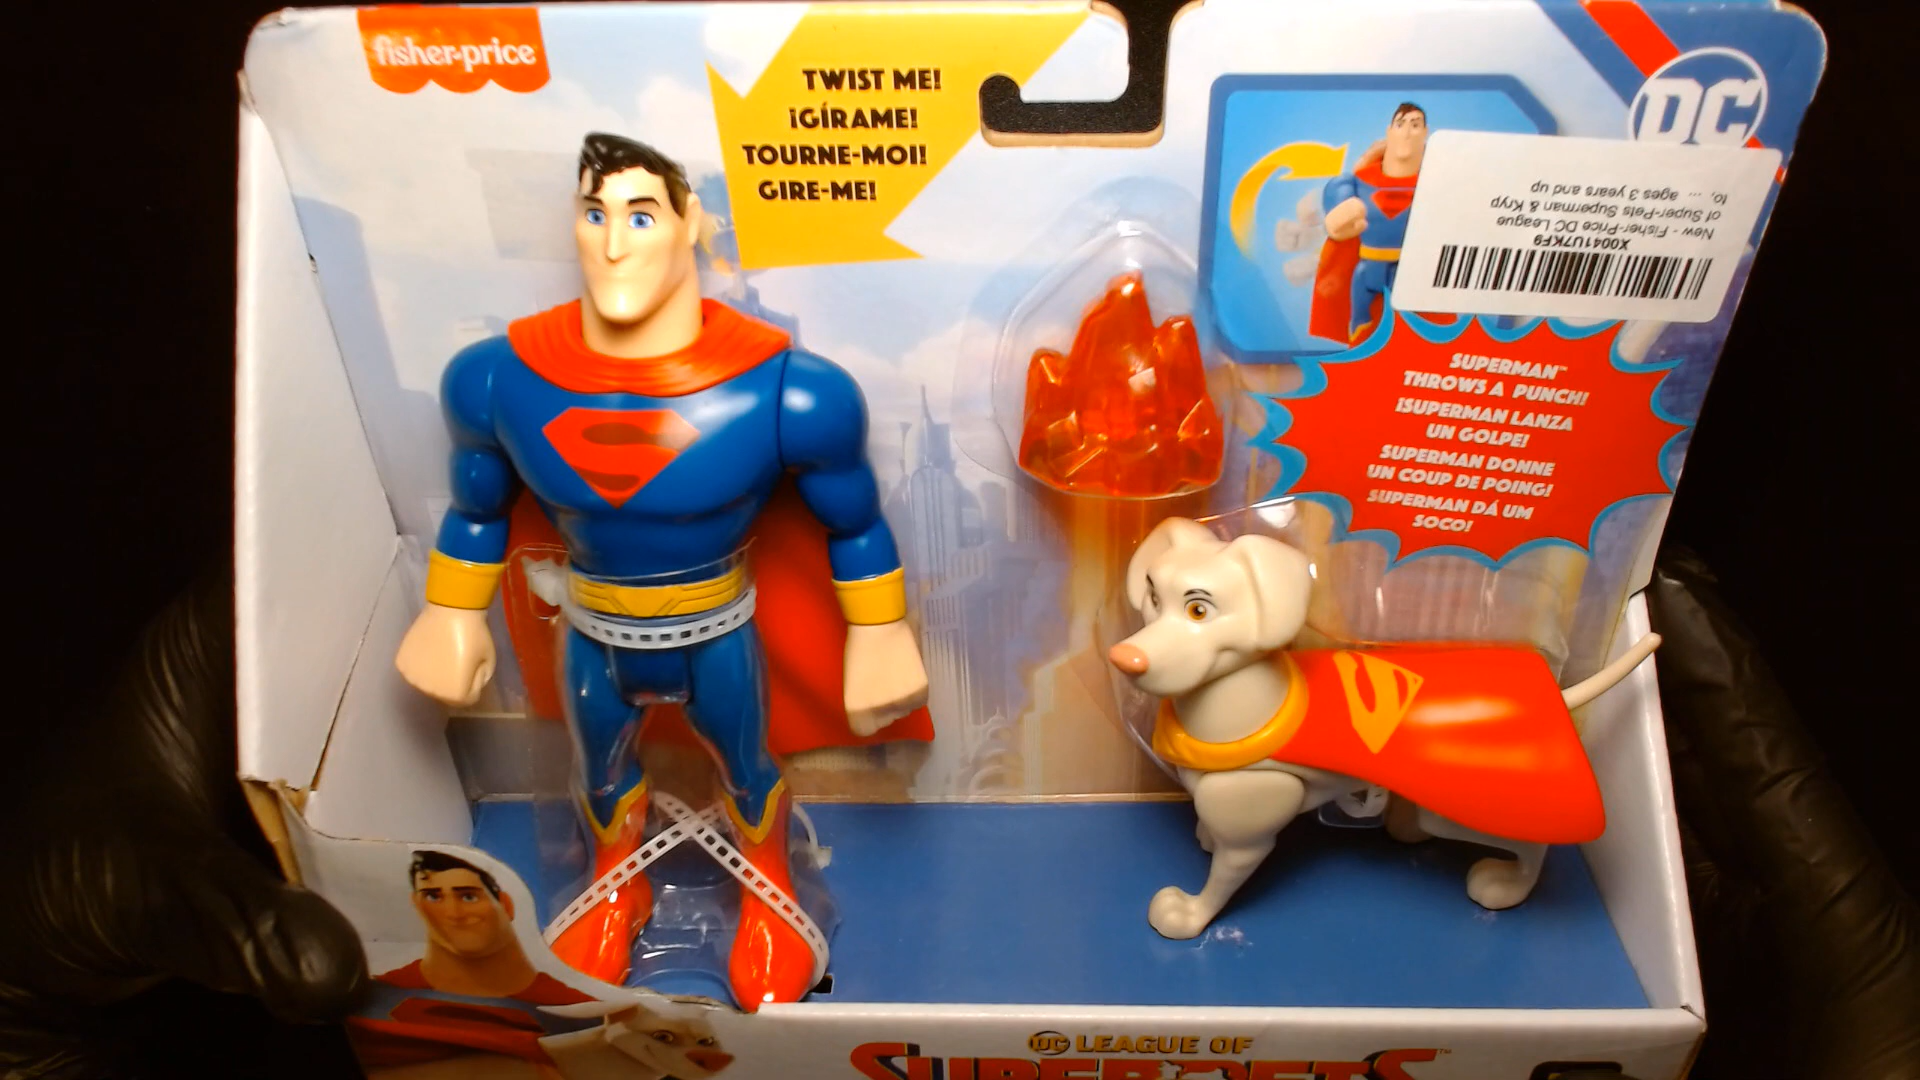 fisher-price
TWIST ME!
¡GÍRAME!
TOURNE-MOI!
GIRE-ME!
DC
X0041U7KF9
New - Fisher-Price DC League
of Super-Pets Superman & Kryp
to, ... ages 3 years and up
SUPERMAN™
THROWS A PUNCH!
¡SUPERMAN LANZA
UN GOLPE!
SUPERMAN DONNE
UN COUP DE POING!
SUPERMAN DÁ UM
SOCO!
DC LEAGUE OF
SUPER-PETS™